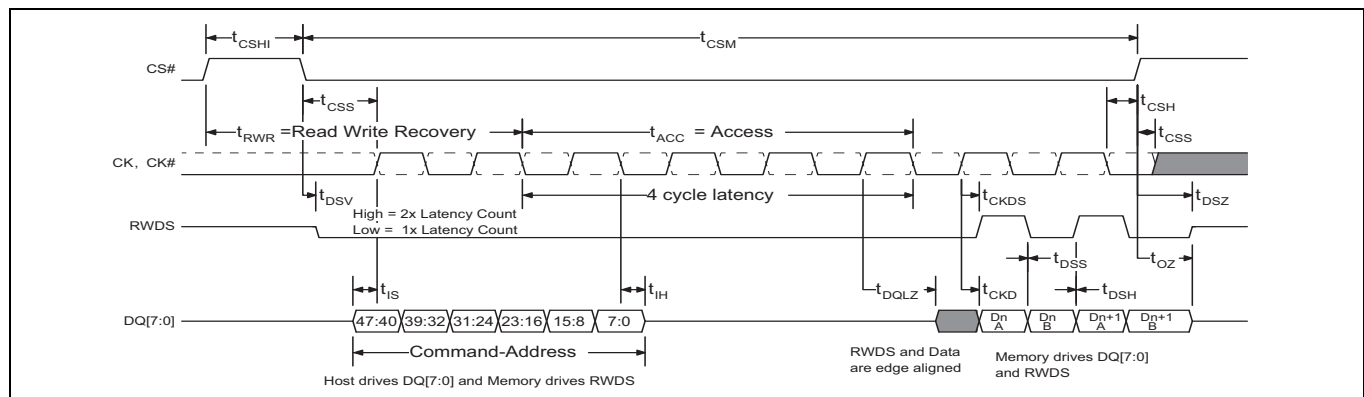 tCSHI
tCSM
CS#
tCSS
tCSH
tRWR =Read Write Recovery
tACC = Access
tCSS
CK, CK#
4 cycle latency
tDSV
tCKDS
tDSZ
High = 2x Latency Count
Low = 1x Latency Count
RWDS
tDSS
tOZ
tIS
tIH
tDQLZ
tCKD
tDSH
DQ[7:0]
47:40 39:32 31:24 23:16 15:8 7:0
Dn A
Dn B
Dn+1 A
Dn+1 B
Command-Address
RWDS and Data
are edge aligned
Memory drives DQ[7:0]
and RWDS
Host drives DQ[7:0] and Memory drives RWDS